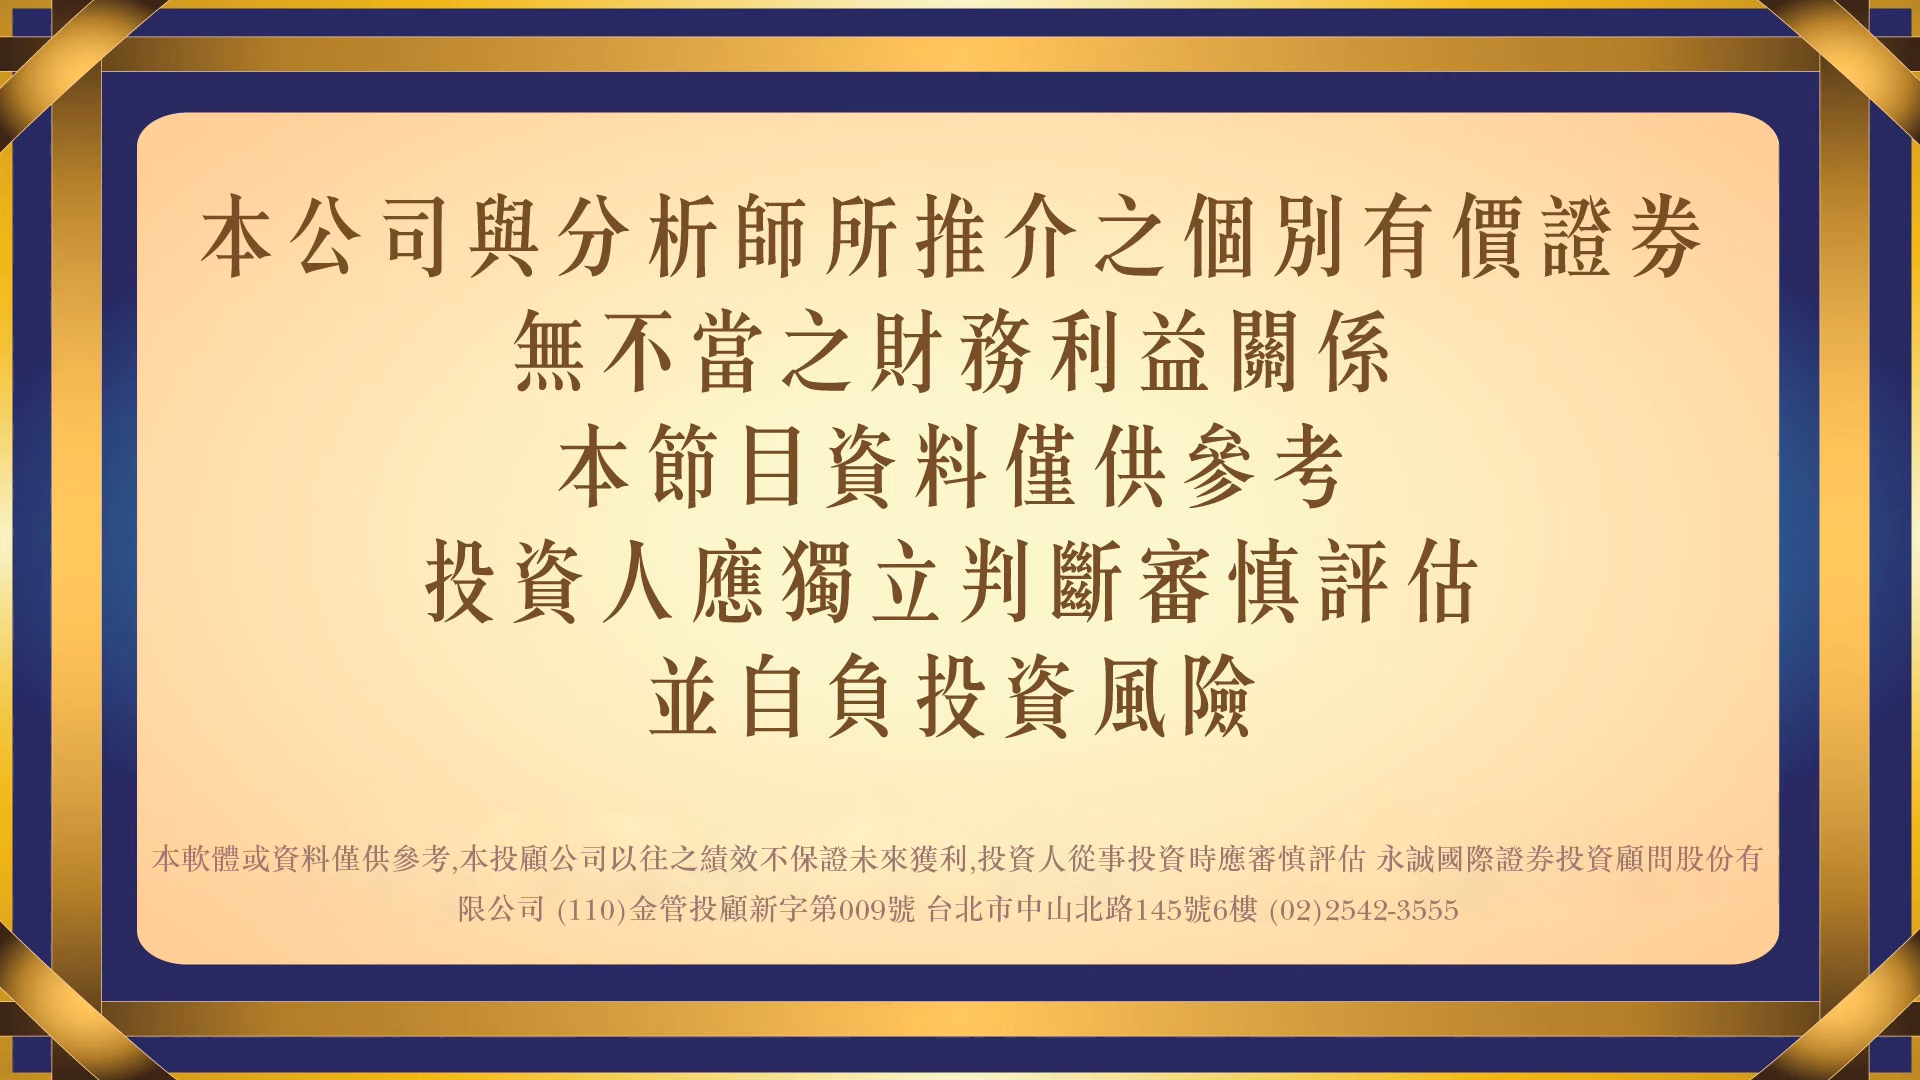 本公司與分析師所推介之個別有價證券
無不當之財務利益關係
本節目資料僅供參考
投資人應獨立判斷審慎評估
並自負投資風險
本軟體或資料僅供參考,本投顧公司以往之績效不保證未來獲利,投資人從事投資時應審慎評估 永誠國際證券投資顧問股份有
限公司 (110)金管投顧新字第009號 台北市中山北路145號6樓 (02)2542-3555